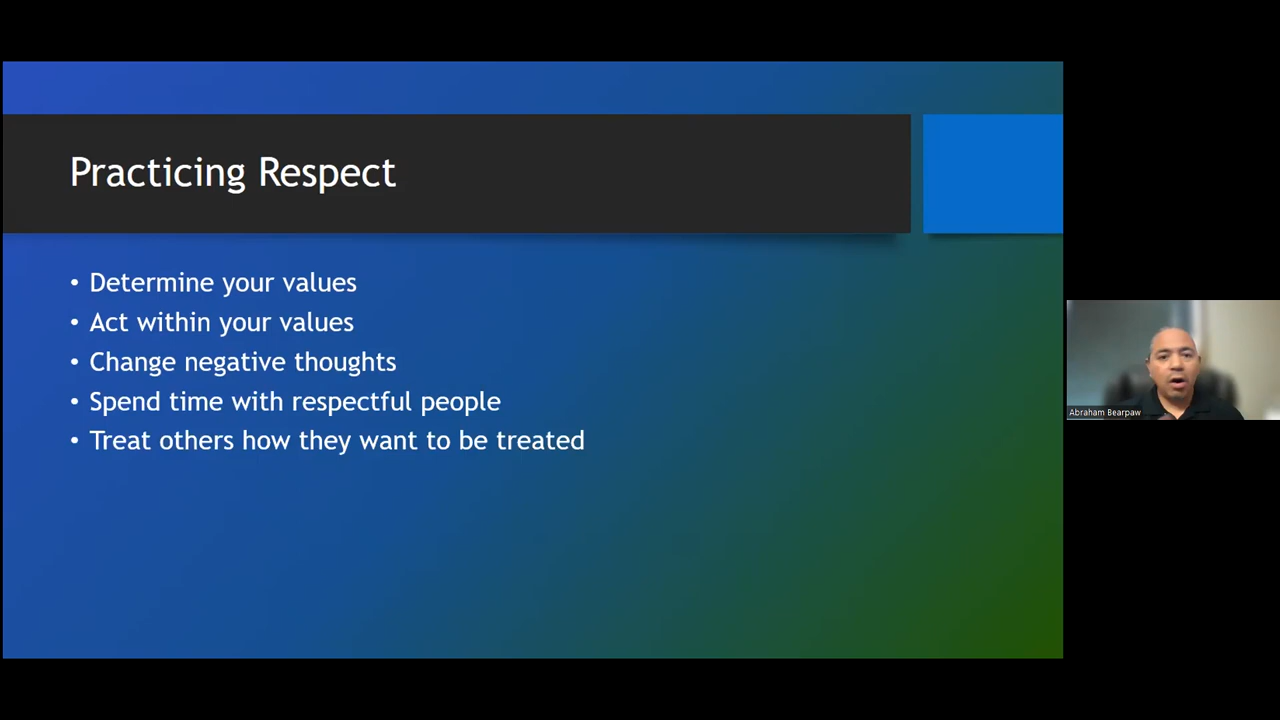 Practicing Respect
• Determine your values
• Act within your values
• Change negative thoughts
• Spend time with respectful people
• Treat others how they want to be treated
Abraham Bearpaw